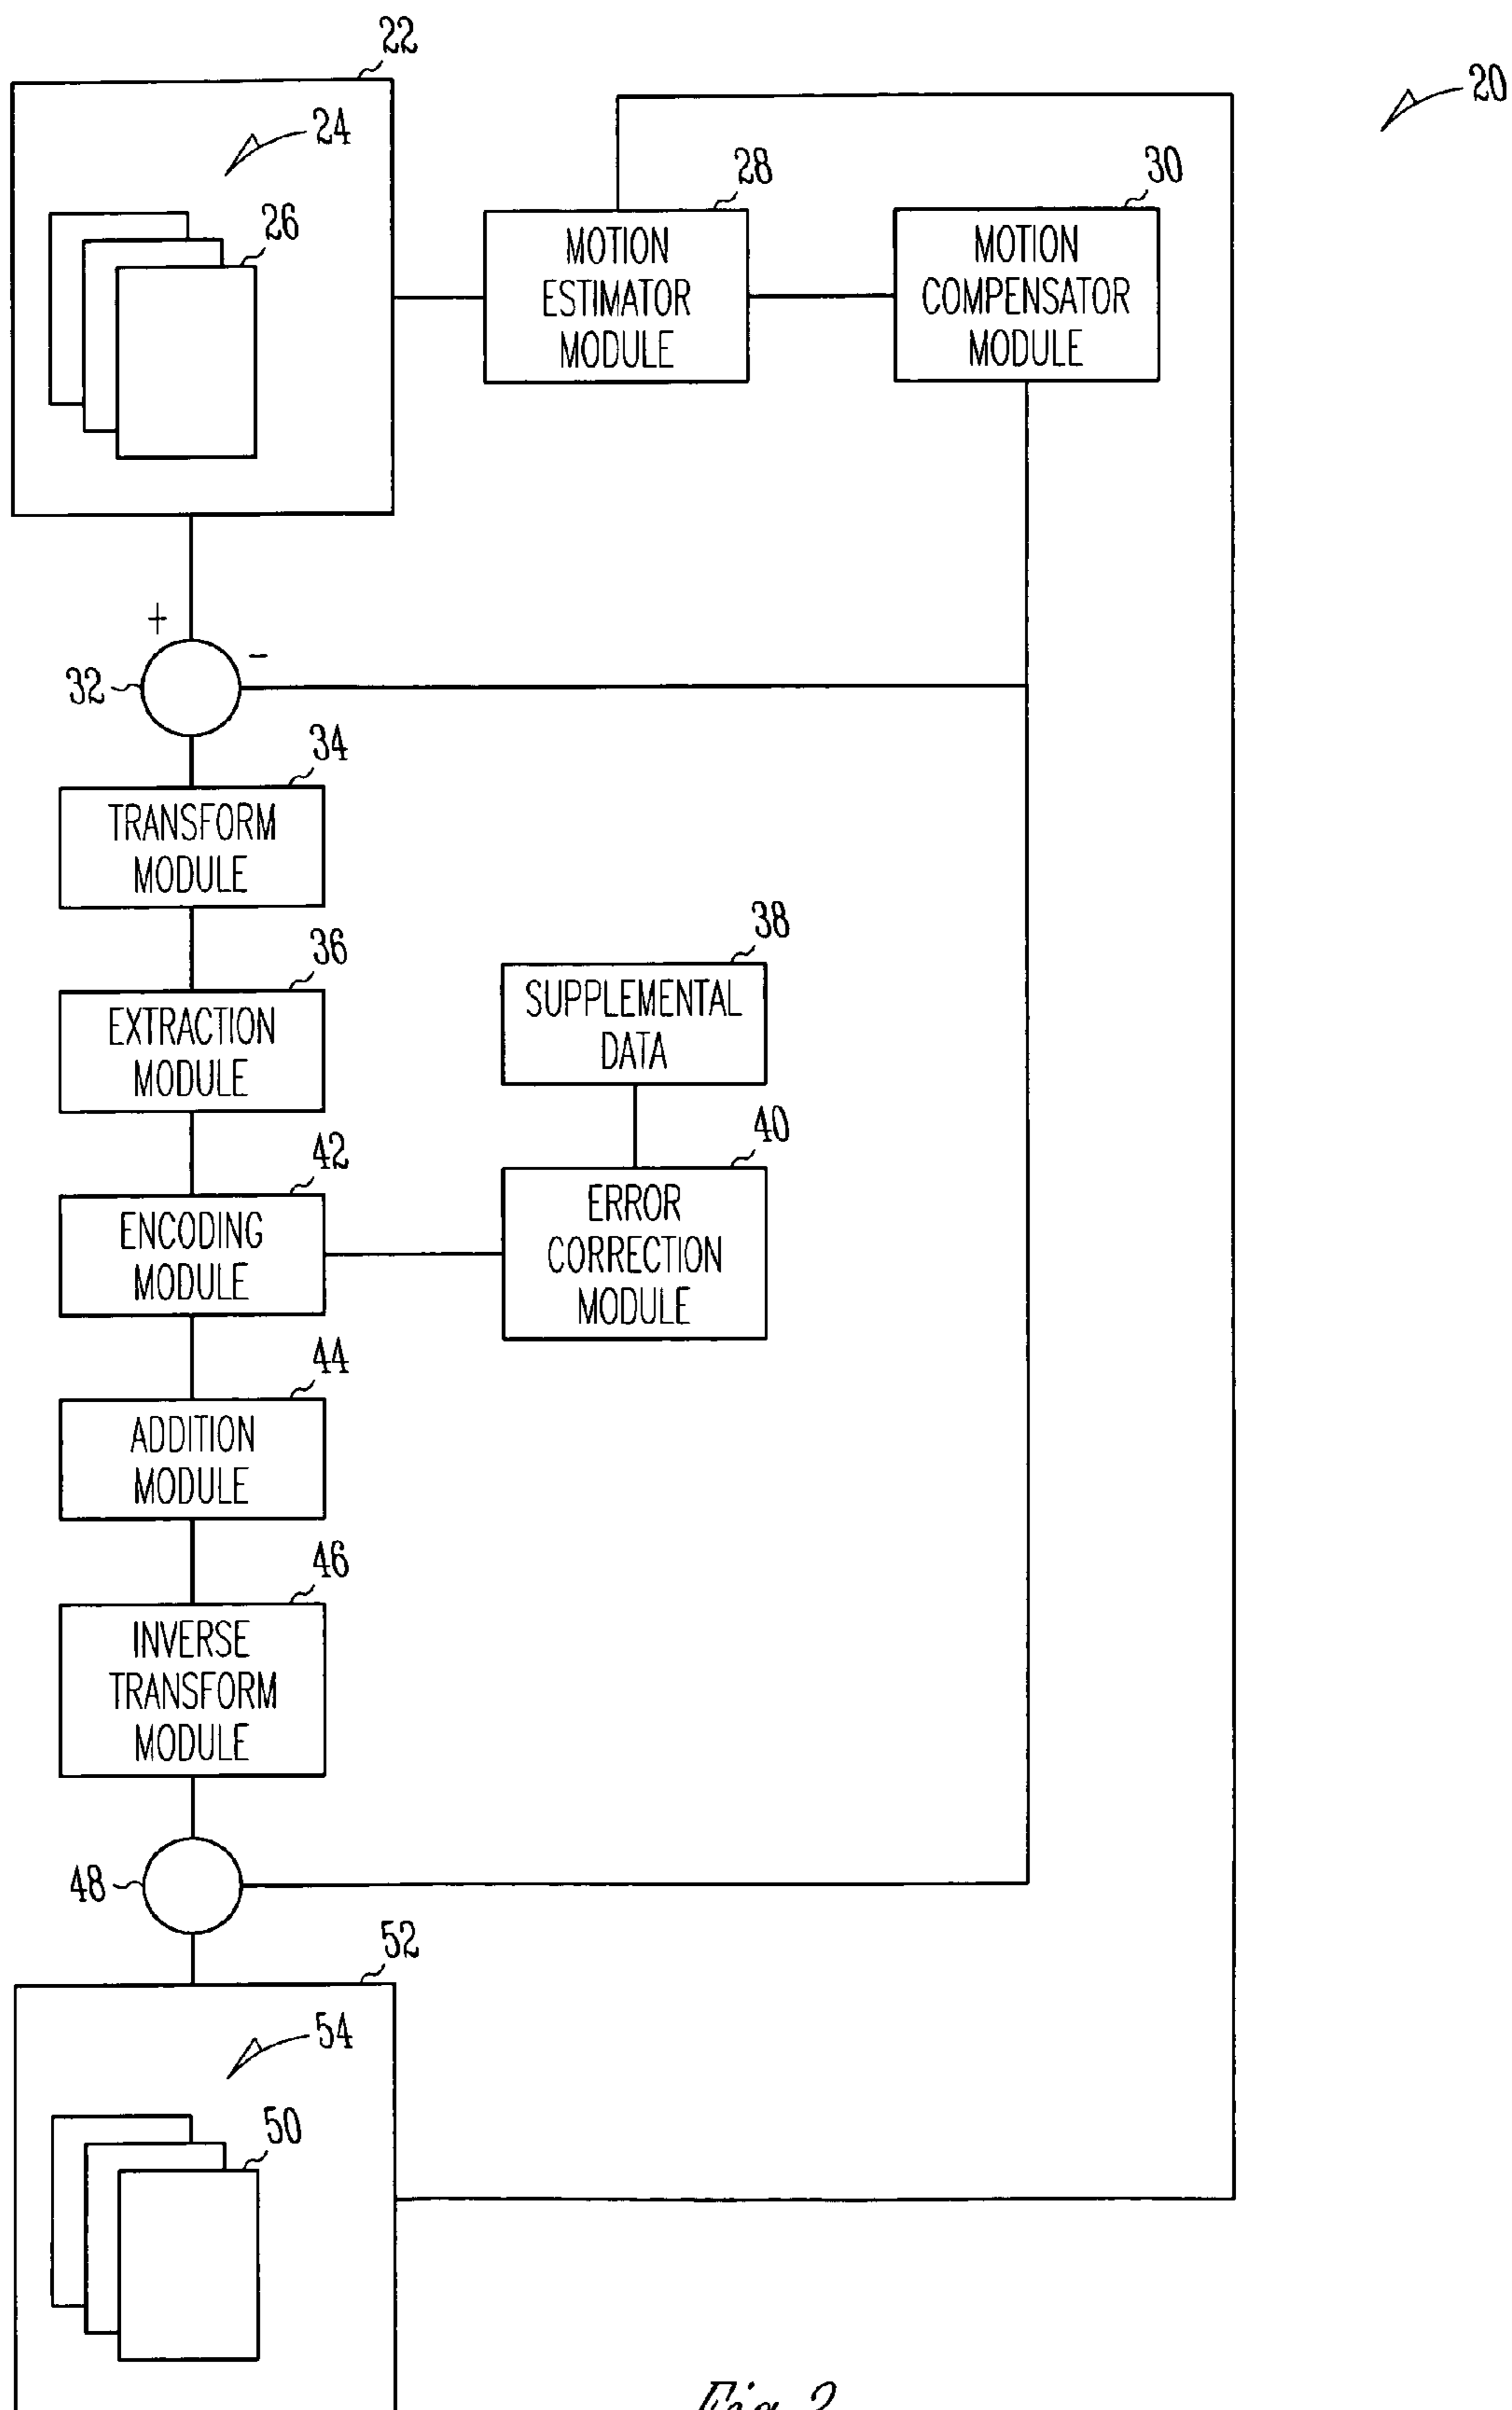 22
20
24
28
30
26
MOTION
ESTIMATOR
MODULE
MOTION
COMPENSATOR
MODULE
+
-
32
34
TRANSFORM
MODULE
38
36
SUPPLEMENTAL
DATA
EXTRACTION
MODULE
40
42
ERROR
CORRECTION
MODULE
ENCODING
MODULE
44
ADDITION
MODULE
46
INVERSE
TRANSFORM
MODULE
48
52
54
50
Fig. 2